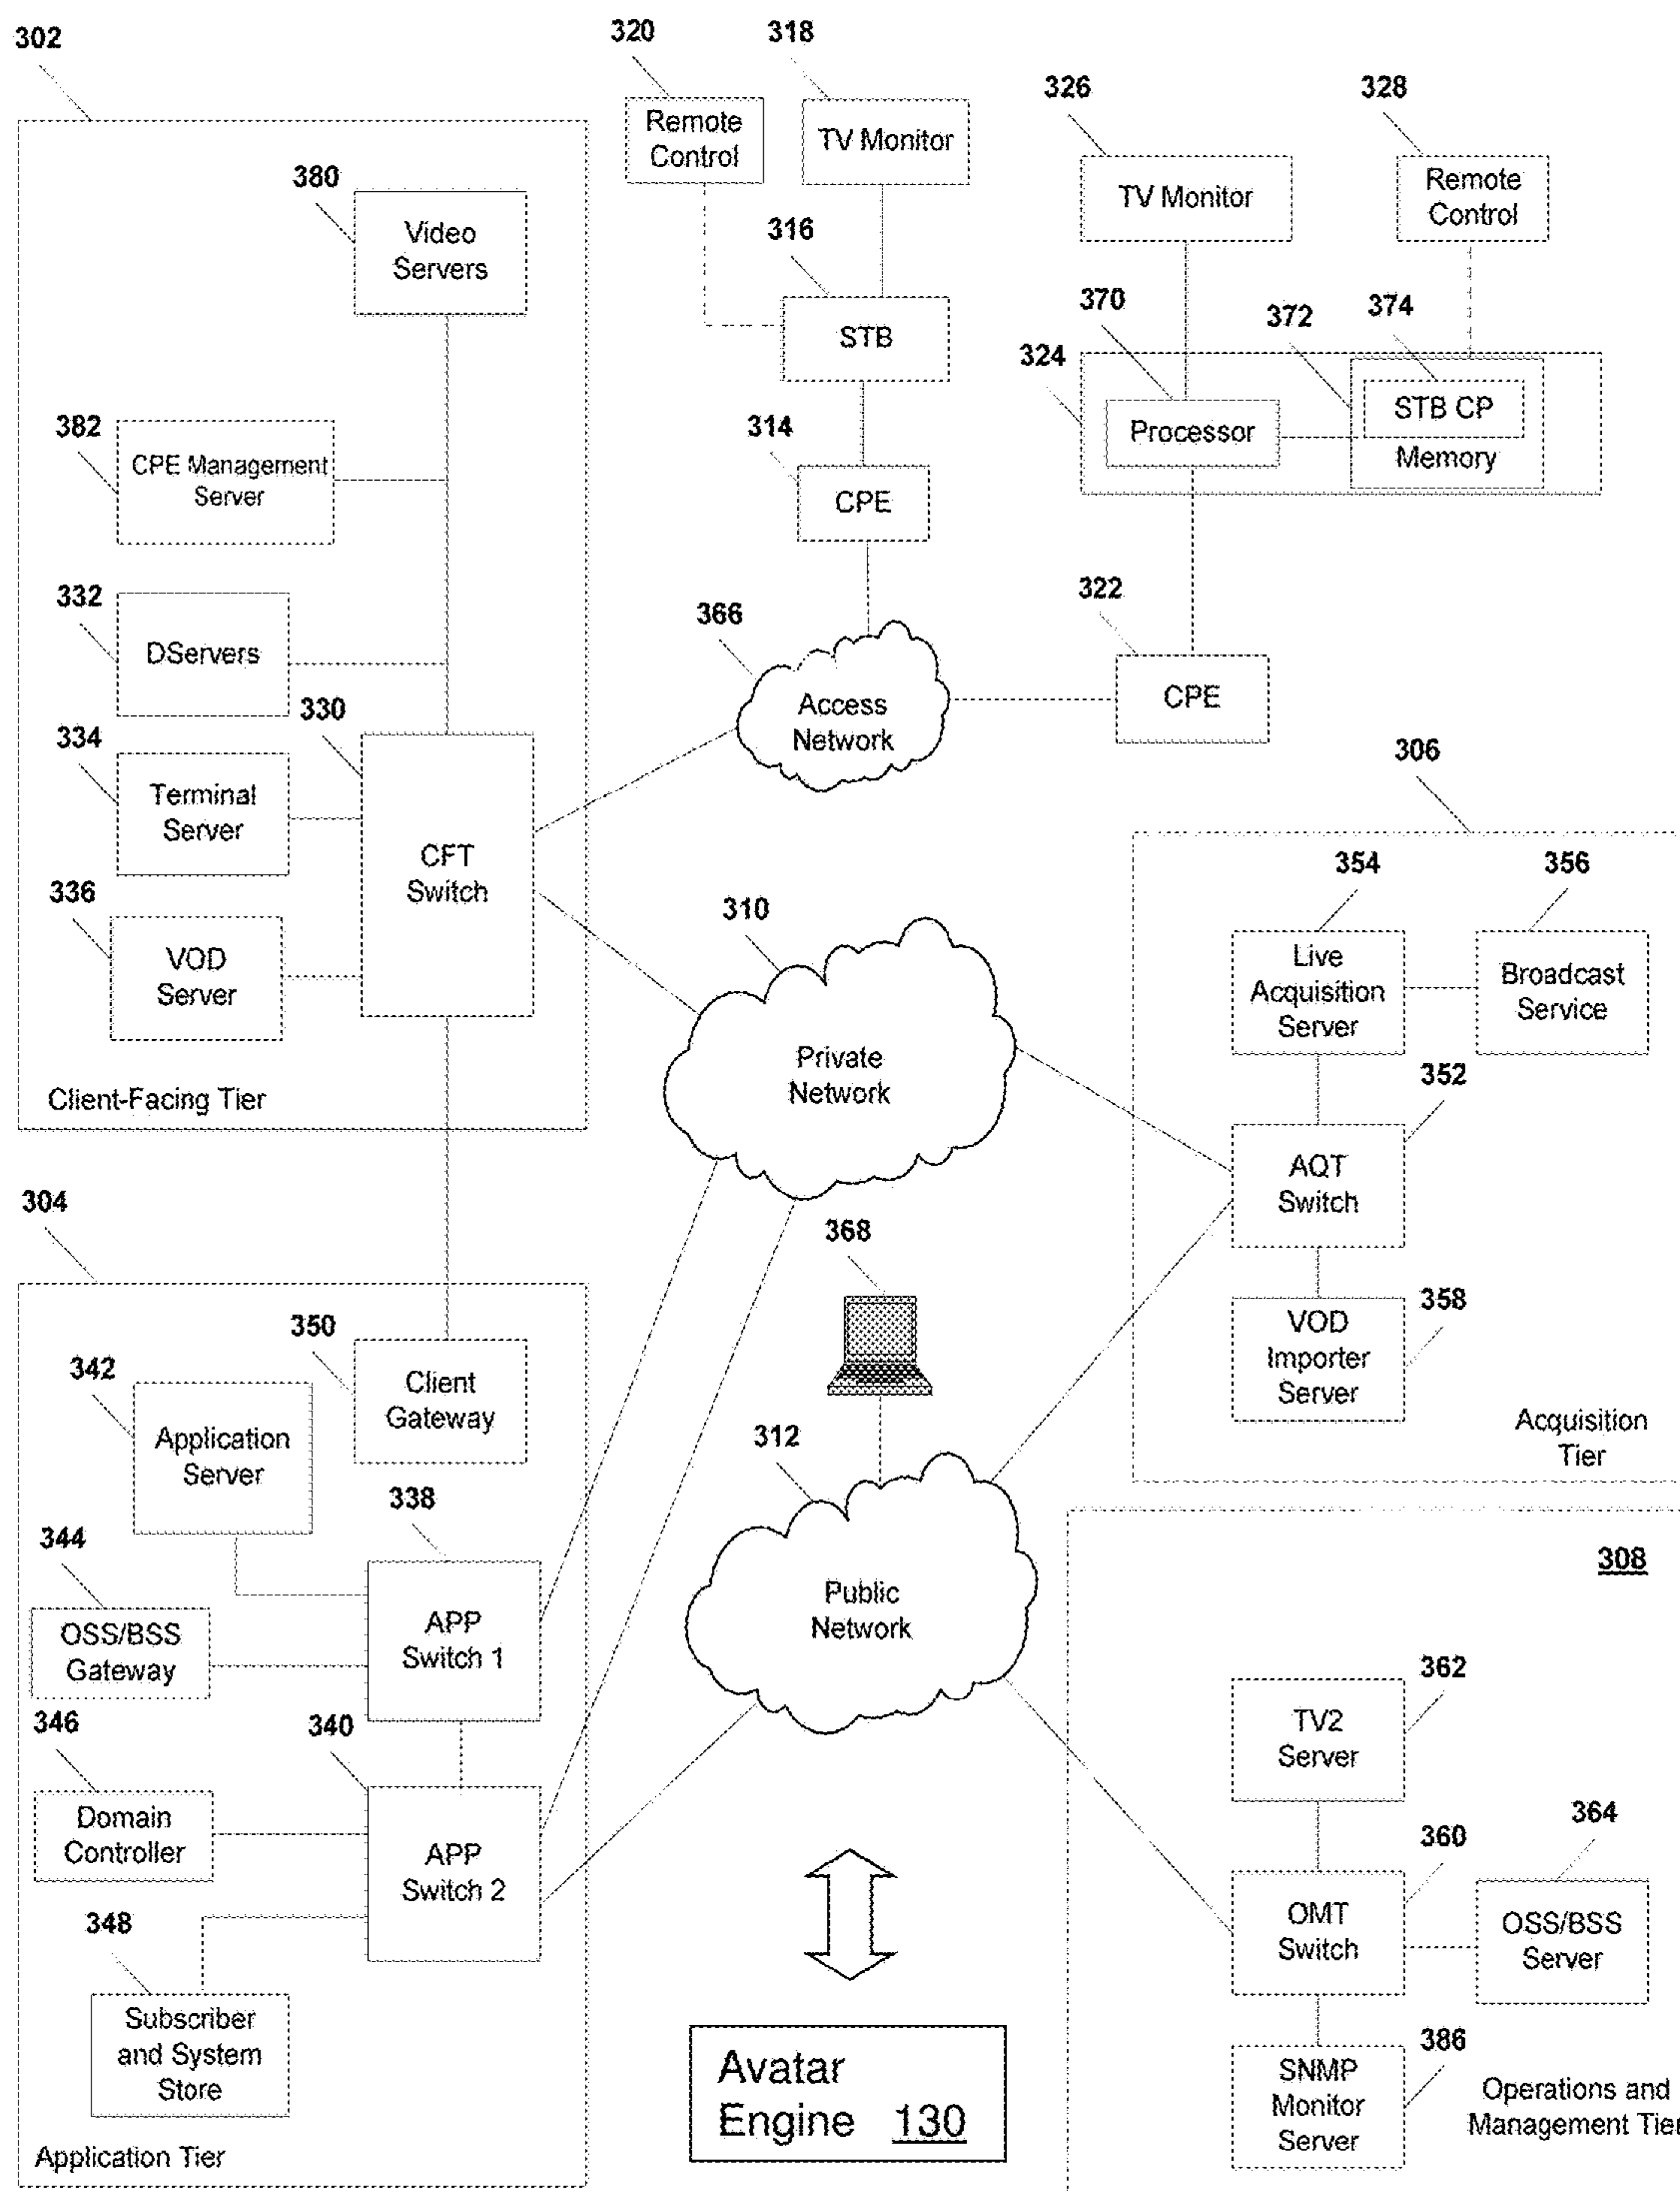 302
320
318
326
328
Remote
Control
TV Monitor
TV Monitor
Remote
Control
380
Video
Servers
316
STB
370
372
374
324
Processor
STB CP
Memory
382
CPE Management
Server
314
CPE
332
DServers
366
322
Access
Network
CPE
330
334
Terminal
Server
CFT
Switch
336
VOD
Server
Client-Facing Tier
310
Private
Network
306
354
356
Live
Acquisition
Server
Broadcast
Service
352
AQT
Switch
358
VOD
Importer
Server
Acquisition
Tier
304
350
Client
Gateway
342
Application
Server
368
338
312
344
OSS/BSS
Gateway
APP
Switch 1
Public
Network
308
346
340
Domain
Controller
APP
Switch 2
348
Subscriber
and System
Store
Application Tier
362
TV2
Server
360
364
OMT
Switch
OSS/BSS
Server
386
SNMP
Monitor
Server
Operations and
Management Tier
Avatar
Engine 130